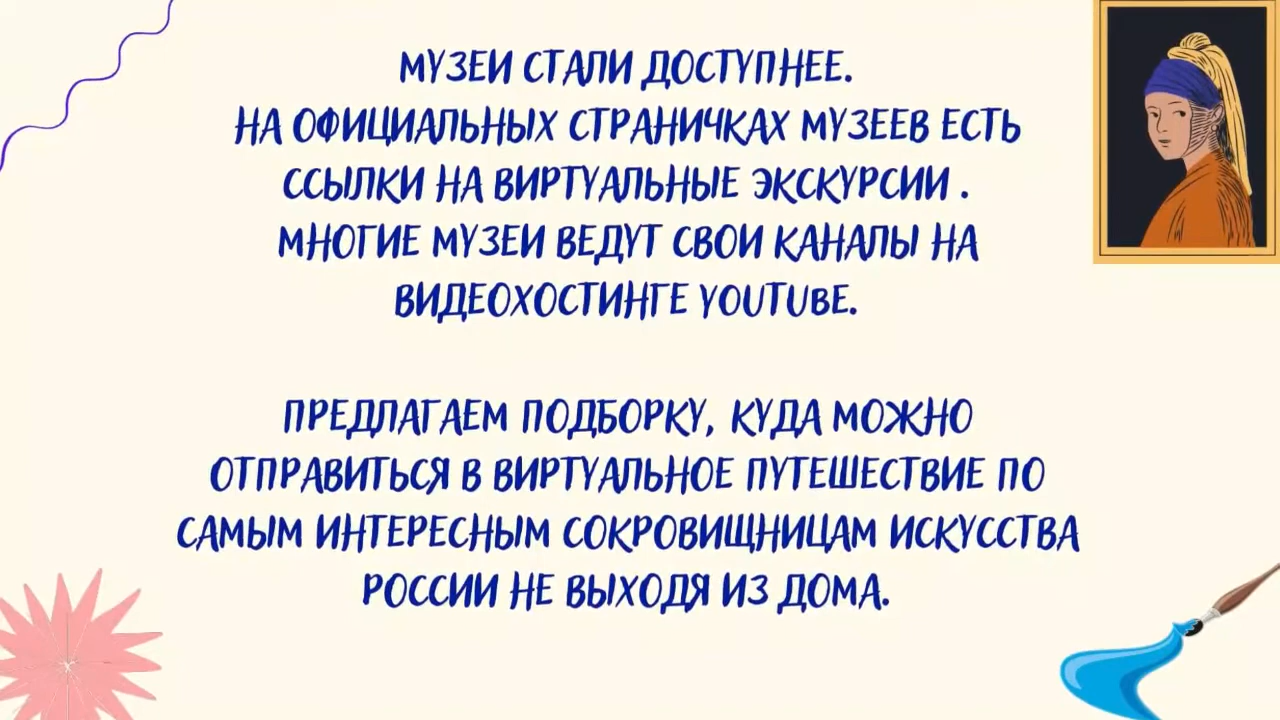 МУЗЕИ СТАЛИ ДОСТУПНЕЕ.
НА ОФИЦИАЛЬНЫХ СТРАНИЧКАХ МУЗЕЕВ ЕСТЬ
ССЫЛКИ НА ВИРТУАЛЬНЫЕ ЭКСКУРСИИ .
МНОГИЕ МУЗЕИ ВЕДУТ СВОИ КАНАЛЫ НА
ВИДЕОХОСТИНГЕ YOUTUBE.
ПРЕДЛАГАЕМ ПОДБОРКУ, КУДА МОЖНО
ОТПРАВИТЬСЯ В ВИРТУАЛЬНОЕ ПУТЕШЕСТВИЕ ПО
САМЫМ ИНТЕРЕСНЫМ СОКРОВИЩНИЦАМ ИСКУССТВА
РОССИИ НЕ ВЫХОДЯ ИЗ ДОМА.